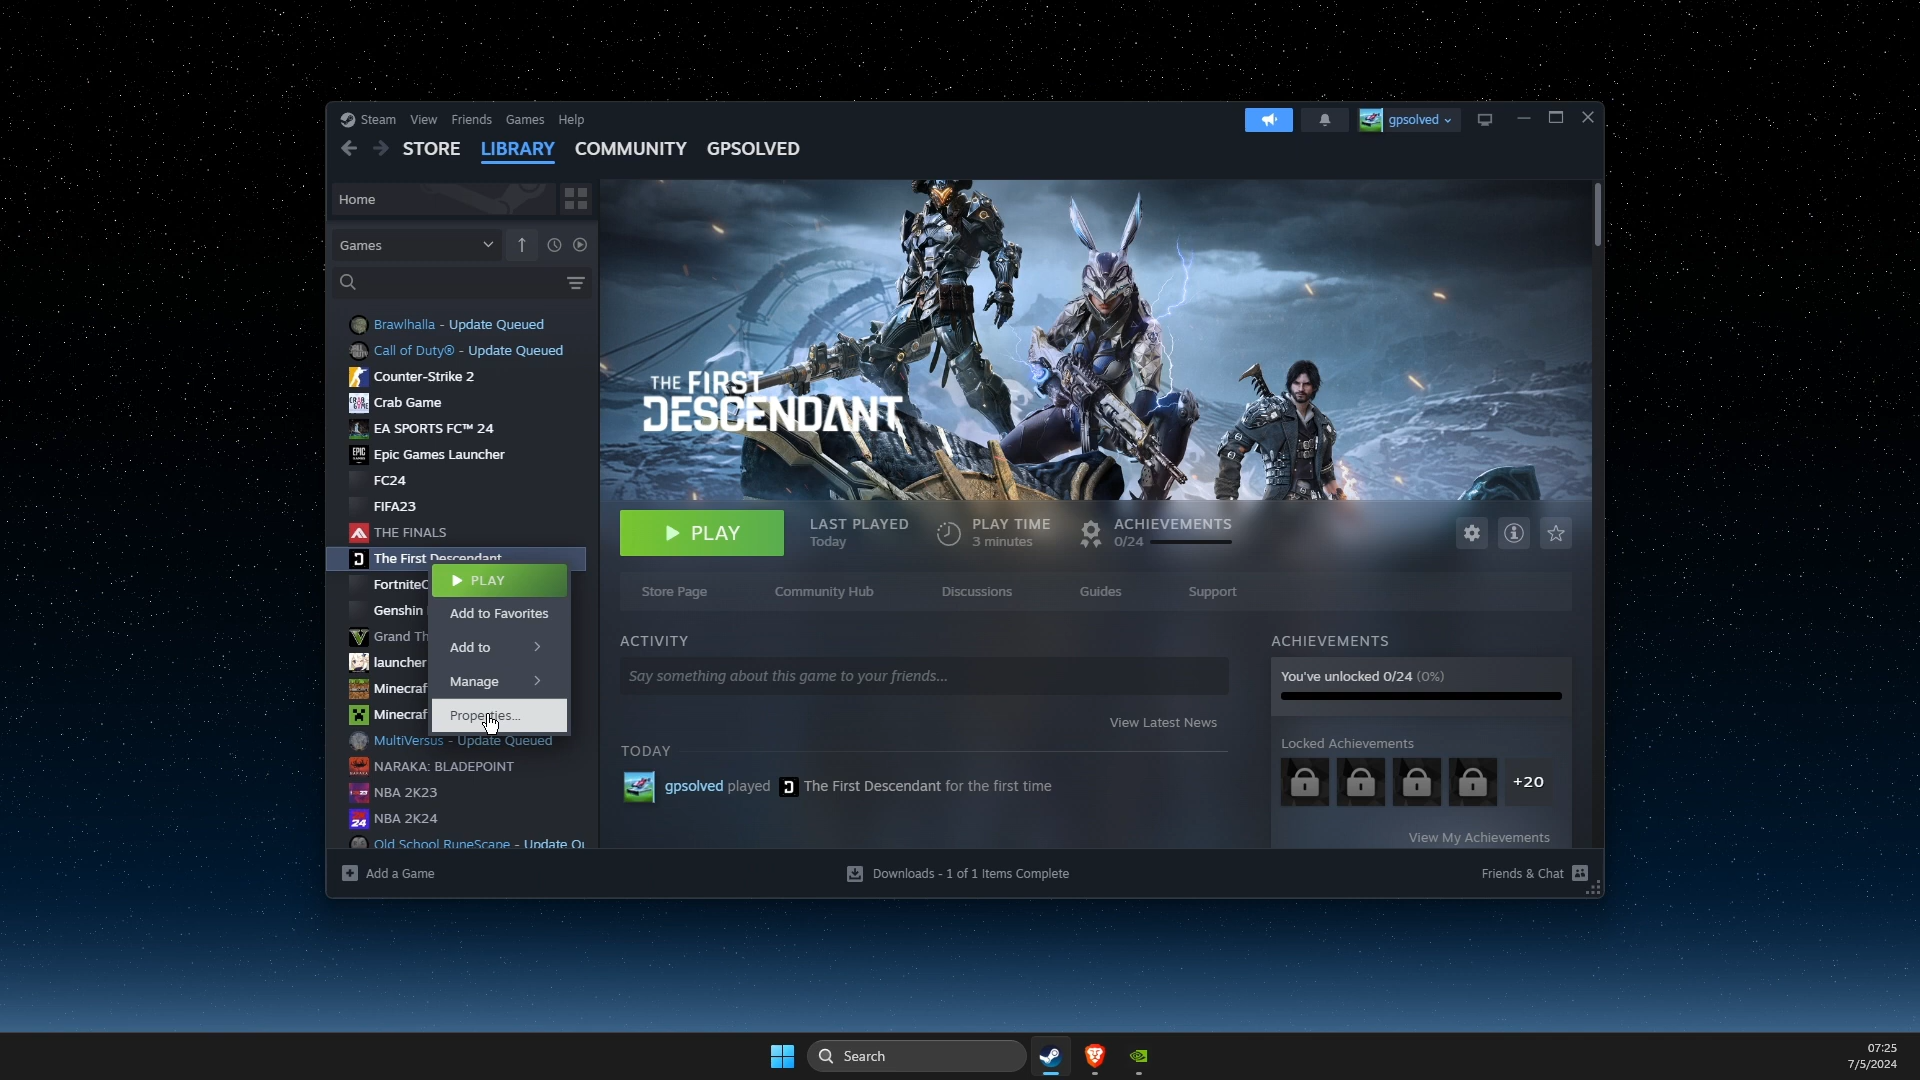 Steam View Friends Games Help
gpsolved
STORE LIBRARY COMMUNITY GPSOLVED
Home
Games
Brawlhalla - Update Queued
Call of Duty® - Update Queued
Counter-Strike 2
Crab Game
EA SPORTS FC™ 24
Epic Games Launcher
FC24
FIFA23
THE FINALS
The First Descendant
FortniteC
Genshin
Grand Th
launcher
Minecraf
Minecraf
MultiVersus - Update Queued
NARAKA: BLADEPOINT
NBA 2K23
NBA 2K24
Old School RuneScape - Update Qu
PLAY
Add to Favorites
Add to
Manage
Properties...
THE FIRST
DESCENDANT
PLAY
LAST PLAYED
Today
PLAY TIME
3 minutes
ACHIEVEMENTS
0/24
Store Page Community Hub Discussions Guides Support
ACTIVITY
Say something about this game to your friends...
View Latest News
TODAY
gpsolved played The First Descendant for the first time
ACHIEVEMENTS
You've unlocked 0/24 (0%)
Locked Achievements
+20
View My Achievements
Add a Game
Downloads - 1 of 1 Items Complete
Friends & Chat
Search
07:25
7/5/2024